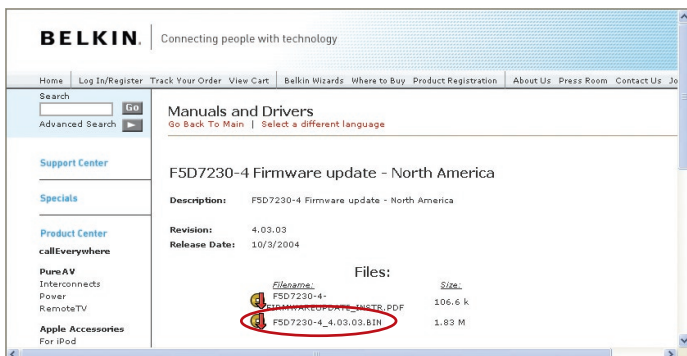 BELKIN. Connecting people with technology
Home Log In/Register Track Your Order View Cart Belkin Wizards Where to Buy Product Registration About Us Press Room Contact Us Jo
Search
Go
Advanced Search
Support Center
Specials
Product Center
callEverywhere
PureAV
Interconnects
Power
RemoteTV
Apple Accessories
For iPod
Manuals and Drivers
Go Back To Main | Select a different language
F5D7230-4 Firmware update - North America
Description: F5D7230-4 Firmware update - North America
Revision: 4.03.03
Release Date: 10/3/2004
Files:
Filename: Size:
F5D7230-4-
FIRMWAREUPDATE_INSTR.PDF 106.6 k
F5D7230-4_4.03.03.BIN 1.83 M